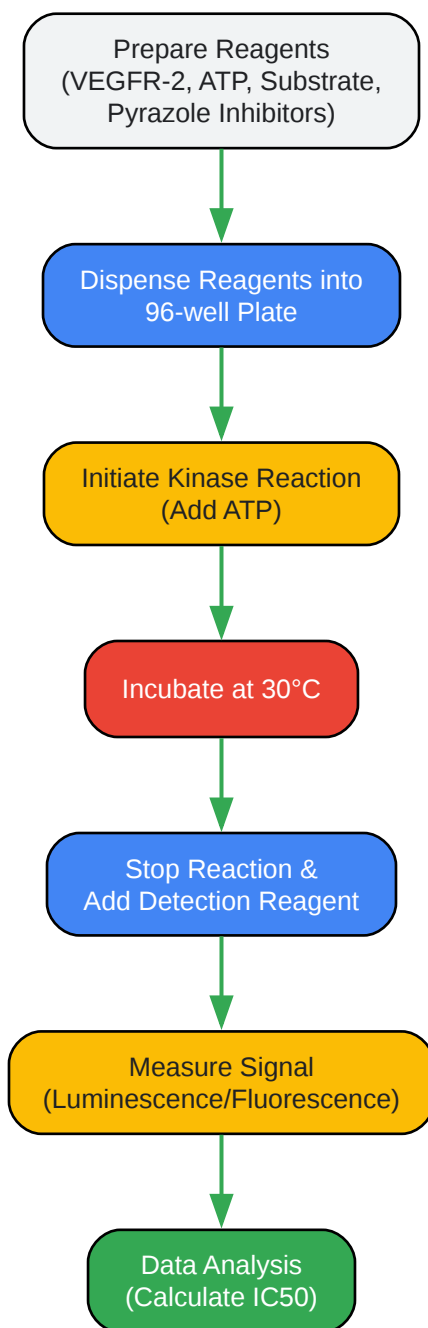 Prepare Reagents
(VEGFR-2, ATP, Substrate,
Pyrazole Inhibitors)
Dispense Reagents into
96-well Plate
Initiate Kinase Reaction
(Add ATP)
Incubate at 30°C
Stop Reaction &
Add Detection Reagent
Measure Signal
(Luminescence/Fluorescence)
Data Analysis
(Calculate IC50)